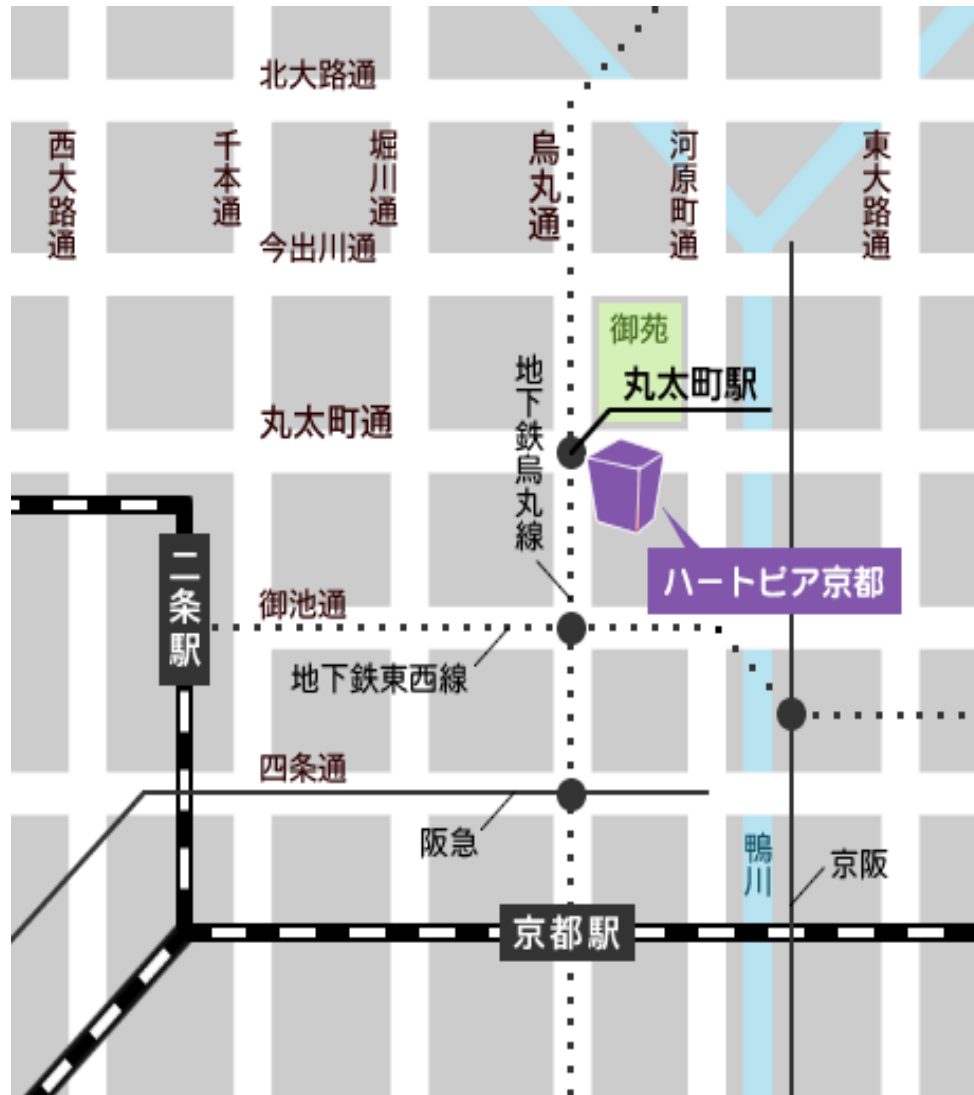 北大路通
西大路通
千本通
堀川通
烏丸通
河原町通
東大路通
今出川通
御苑
地下鉄烏丸線
丸太町駅
丸太町通
二条駅
ハートピア京都
御池通
地下鉄東西線
四条通
阪急
鴨川
京阪
京都駅